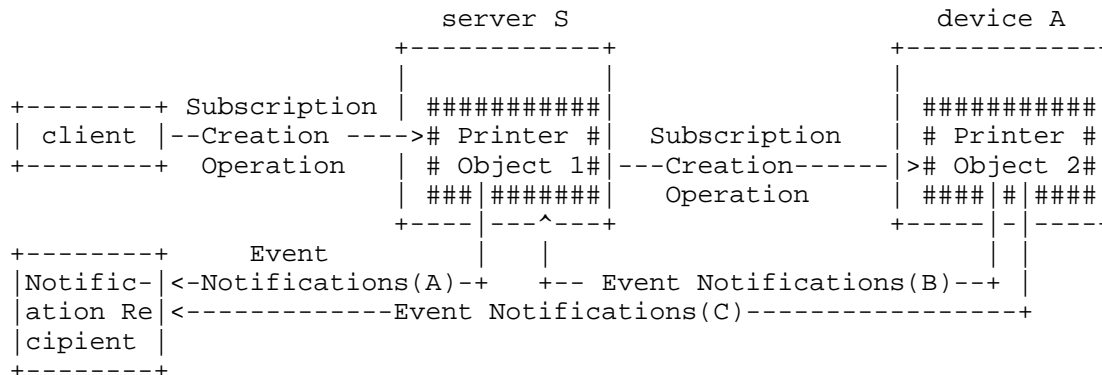 server S device A
+------------+ +------------
| | |
+--------+ Subscription | ###########| | ###########
| client |--Creation ----># Printer #| Subscription | # Printer #
+--------+ Operation | # Object 1#|---Creation------|># Object 2#
| ###|#######| Operation | ####|#|####
+----|---^---+ +-----|-|----
+--------+ Event | | | |
|Notific-|<-Notifications(A)-+ +-- Event Notifications(B)--+ |
|ation Re|<-------------Event Notifications(C)-----------------+
|cipient |
+--------+